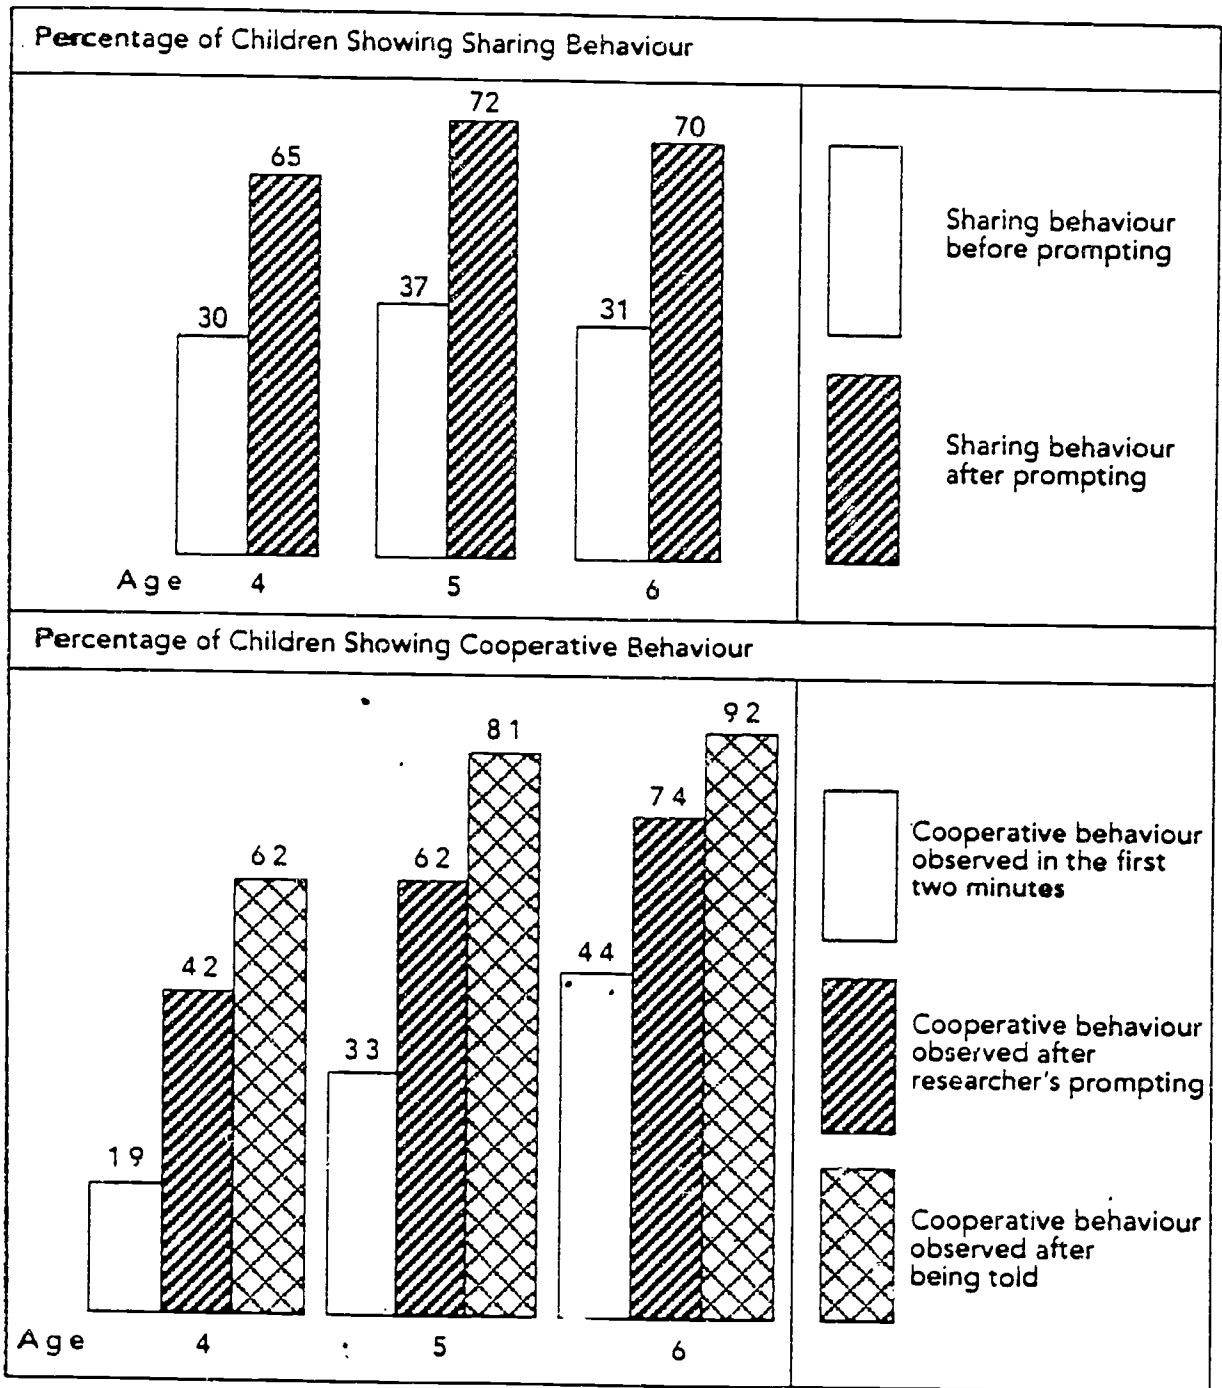 Percentage of Children Showing Sharing Behaviour
72
70
65
37
31
30
Sharing behaviour
before prompting
Sharing behaviour
after prompting
Age 4 5 6
Percentage of Children Showing Cooperative Behaviour
92
81
74
62
62
44
42
33
19
Cooperative behaviour
observed in the first
two minutes
Cooperative behaviour
observed after
researcher's prompting
Cooperative behaviour
observed after
being told
Age 4 5 6